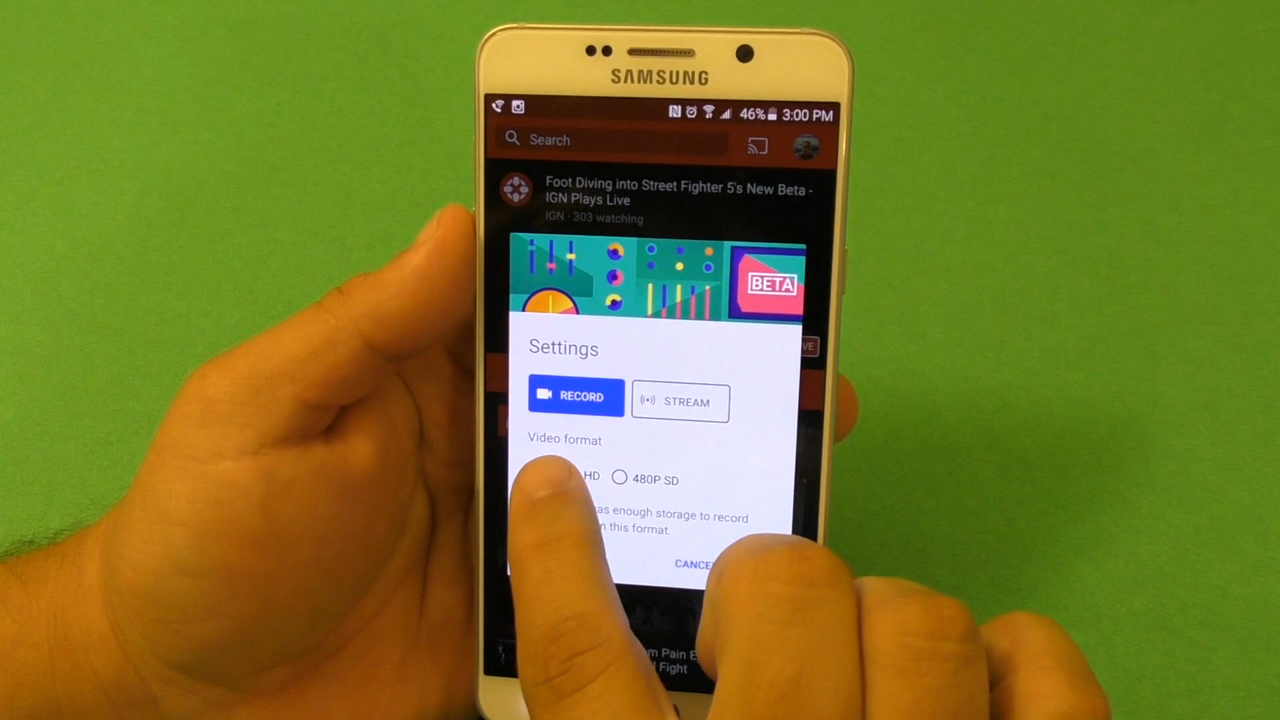 SAMSUNG
46% 3:00 PM
Search
Foot Diving into Street Fighter 5's New Beta -
IGN Plays Live
IGN · 303 watching
BETA
Settings
VE
RECORD STREAM
Video format
HD 480P SD
as enough storage to record
n this format.
CANCE
m Pain E
l Fight